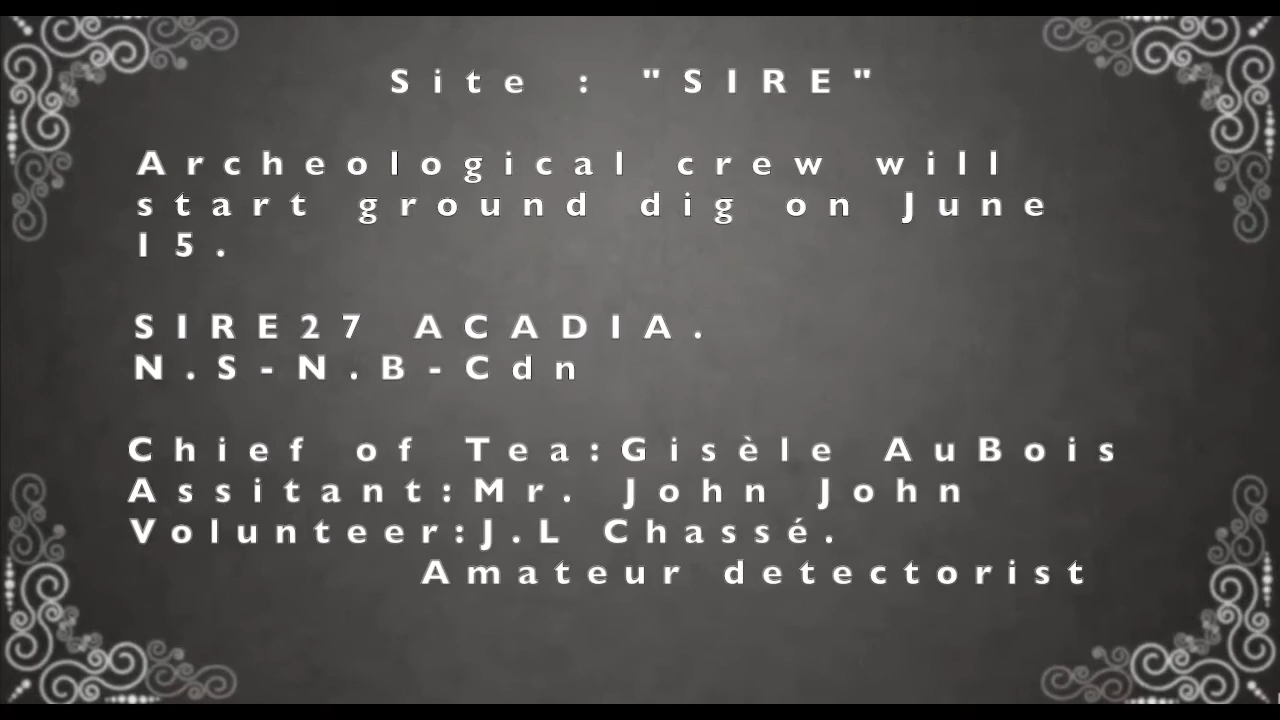 Site : "SIRE"
Archeological crew will
start ground dig on June
15.
SIRE27 ACADIA.
N.S-N.B-Cdn
Chief of Tea:Gisèle AuBois
Assitant:Mr. John John
Volunteer:J.L Chassé.
Amateur detectorist